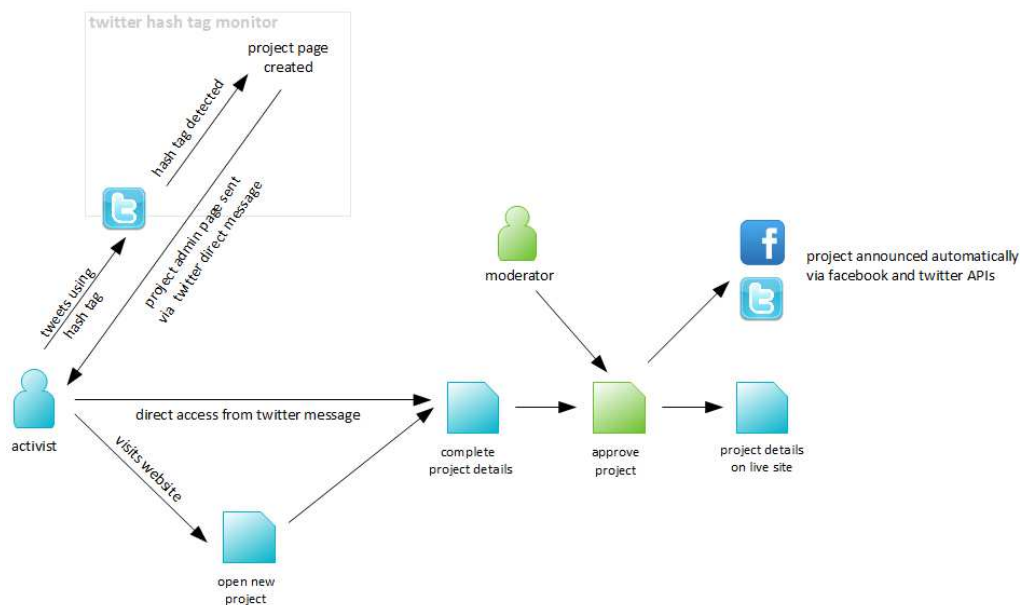 twitter hash tag monitor
project page
created
hash tag detected
project admin page sent
via twitter direct message
tweets using
hash tag
moderator
project announced automatically
via facebook and twitter APIs
activist
direct access from twitter message
visits website
complete
project details
approve
project
project details
on live site
open new
project